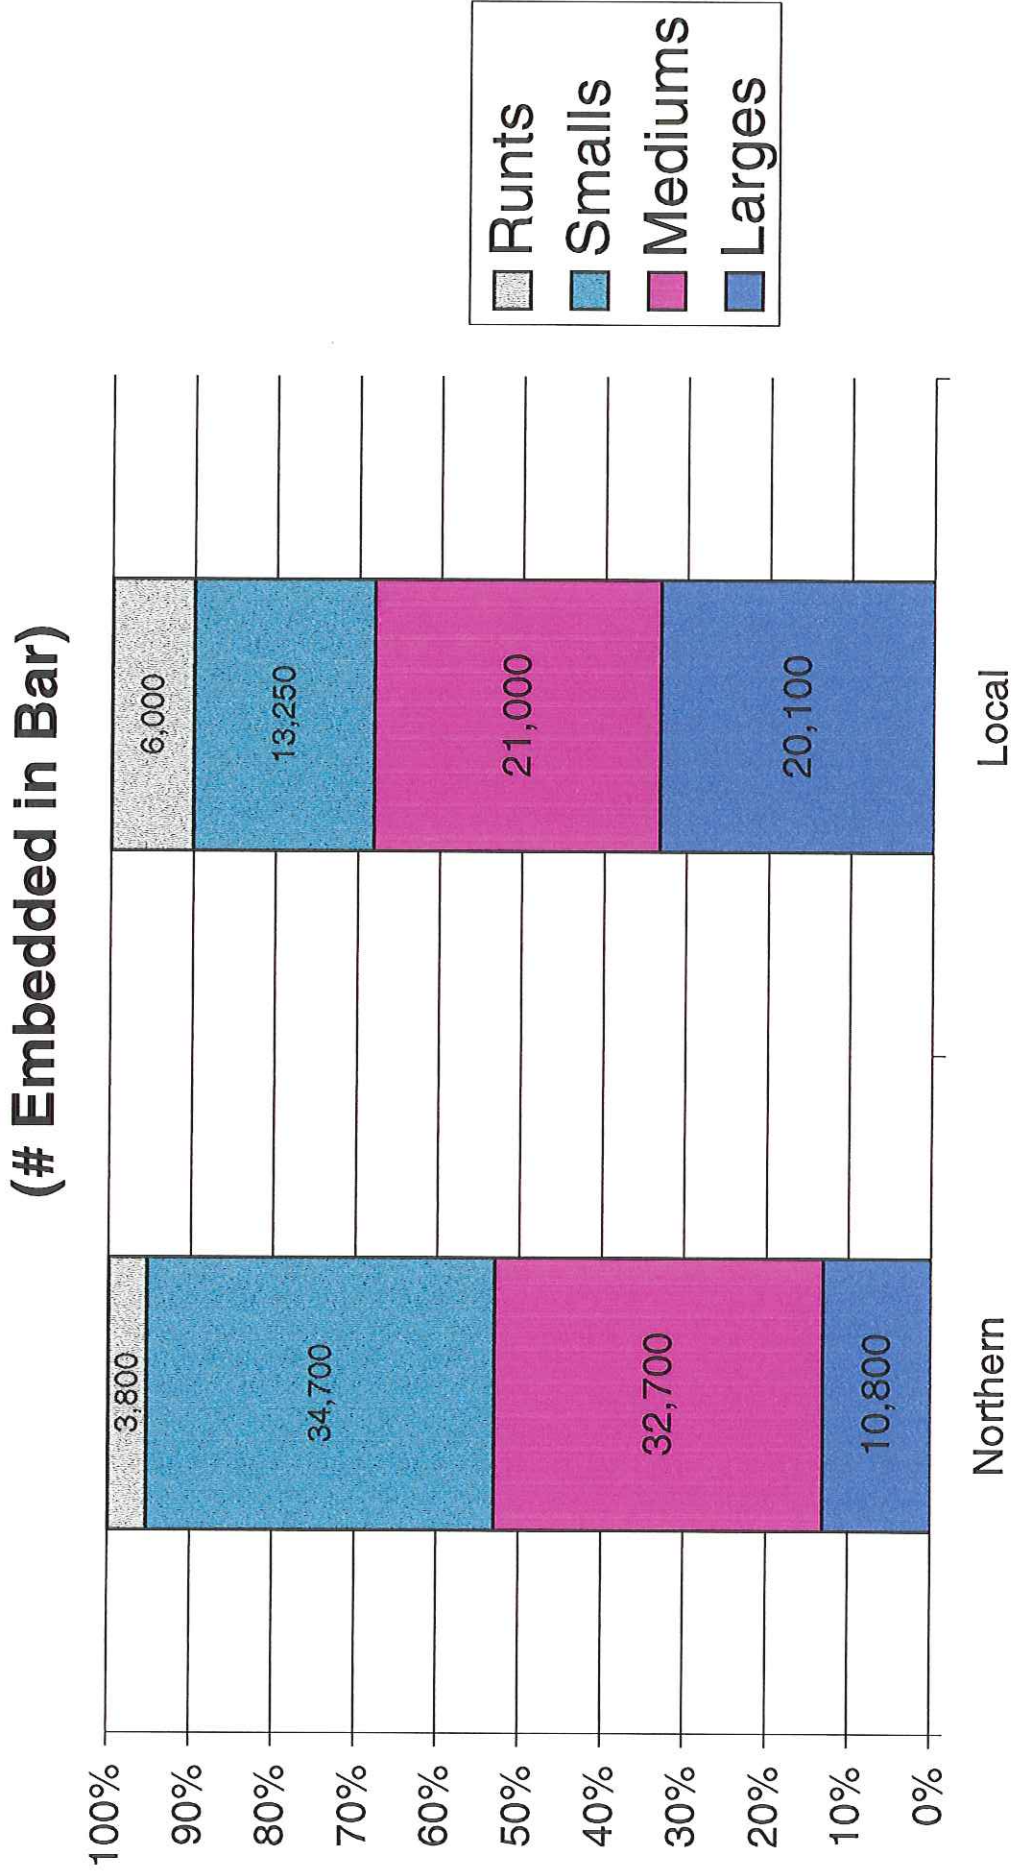 (# Embedded in Bar)
100%
90%
80%
70%
60%
50%
40%
30%
20%
10%
0%
3,800
34,700
32,700
10,800
6,000
13,250
21,000
20,100
Northern
Local
Runts
Smalls
Mediums
Larges